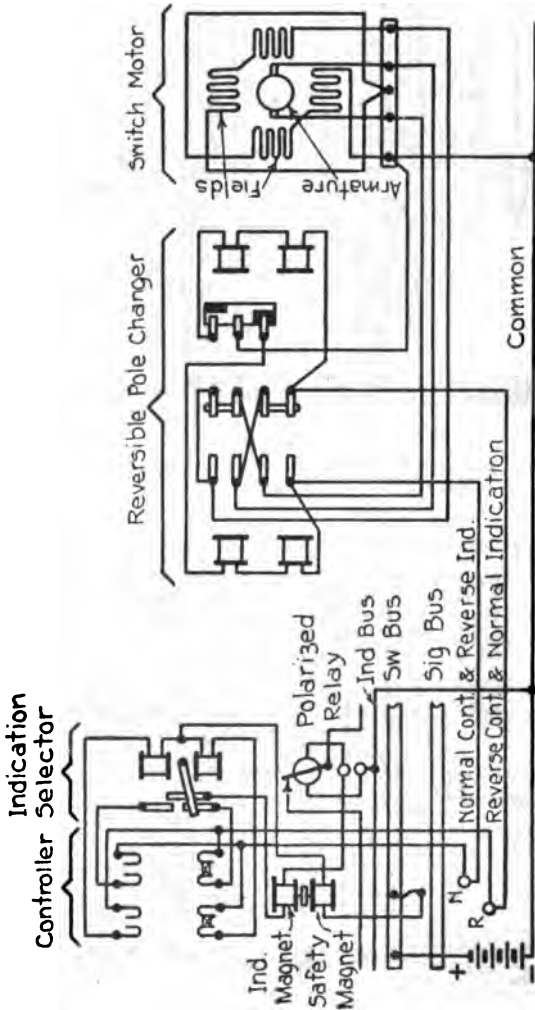 Controller
Indication
Selector
Reversible Pole Changer
Switch Motor
Fields
Armature
Ind.
Magnet
Safety
Magnet
Polarized
Relay
Ind Bus
Sw Bus
Sig Bus
Normal Cont. & Reverse Ind.
Reverse Cont. & Normal Indication
Common
N
R
+
−